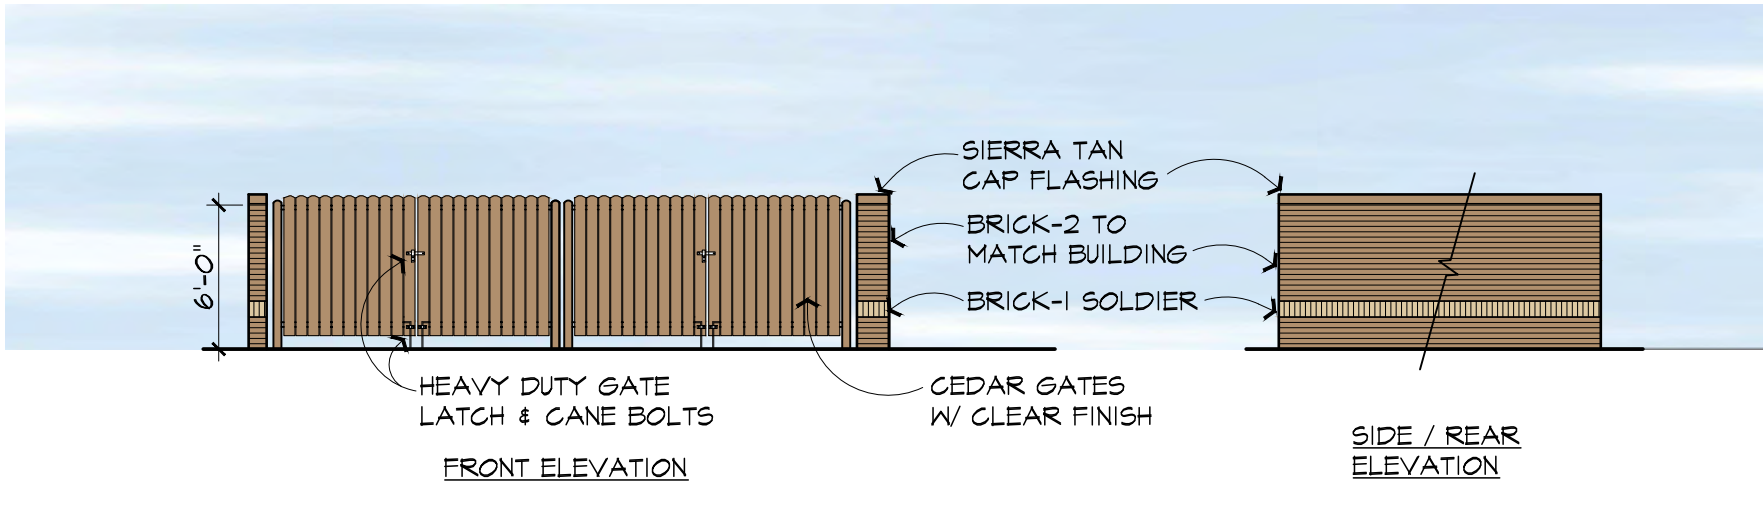 SIERRA TAN
CAP FLASHING
BRICK-2 TO
MATCH BUILDING
BRICK-1 SOLDIER
6'-0"
HEAVY DUTY GATE
LATCH & CANE BOLTS
CEDAR GATES
W/ CLEAR FINISH
FRONT ELEVATION
SIDE / REAR
ELEVATION